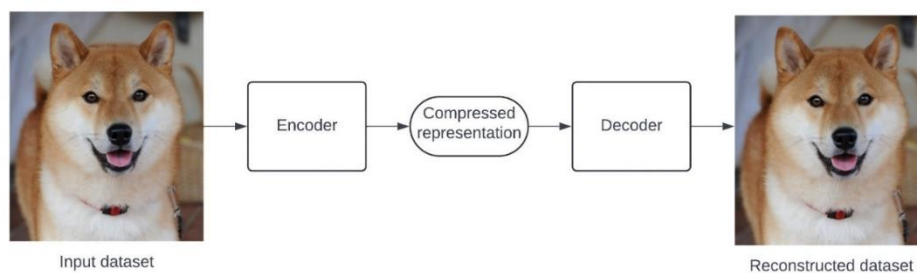 Encoder
Compressed
representation
Decoder
Input dataset
Reconstructed dataset